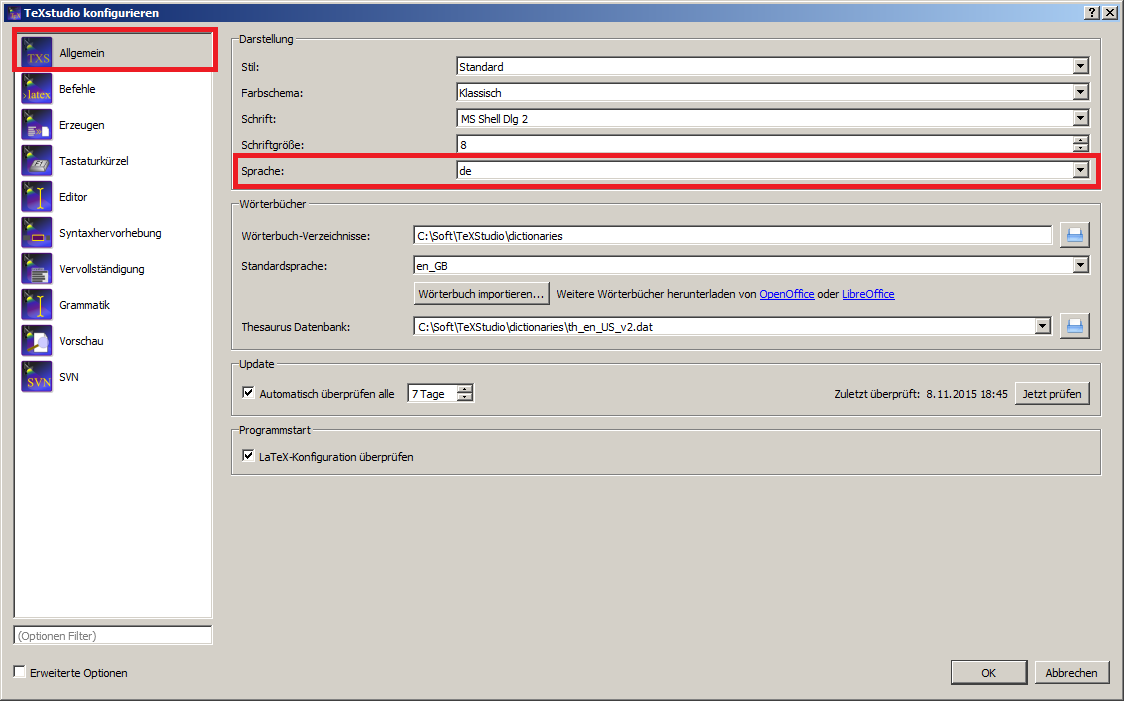 TeXstudio konfigurieren
TXS Allgemein
›latex Befehle
Erzeugen
Tastaturkürzel
Editor
Syntaxhervorhebung
Vervollständigung
Grammatik
Vorschau
SVN SVN
(Optionen Filter)
Erweiterte Optionen
Darstellung
Stil: Standard
Farbschema: Klassisch
Schrift: MS Shell Dlg 2
Schriftgröße: 8
Sprache: de
Wörterbücher
Wörterbuch-Verzeichnisse: C:\Soft\TeXStudio\dictionaries
Standardsprache: en_GB
Wörterbuch importieren... Weitere Wörterbücher herunterladen von OpenOffice oder LibreOffice
Thesaurus Datenbank: C:\Soft\TeXStudio\dictionaries\th_en_US_v2.dat
Update
Automatisch überprüfen alle 7 Tage Zuletzt überprüft: 8.11.2015 18:45 Jetzt prüfen
Programmstart
LaTeX-Konfiguration überprüfen
OK Abbrechen